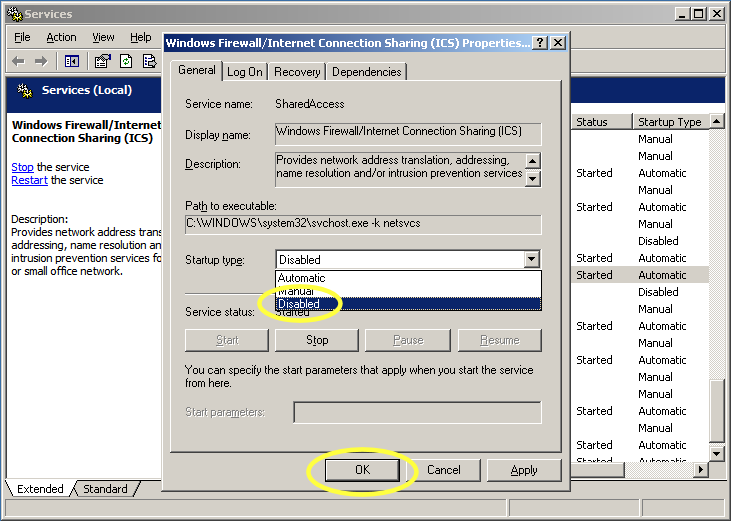 Services
File Action View Help
Services (Local)
Windows Firewall/Internet
Connection Sharing (ICS)
Stop the service
Restart the service
Description:
Provides network address trans
addressing, name resolution an
intrusion prevention services fo
or small office network.
Extended
Standard
Windows Firewall/Internet Connection Sharing (ICS) Properties...
General
Log On
Recovery
Dependencies
Service name: SharedAccess
Display name: Windows Firewall/Internet Connection Sharing (ICS)
Description: Provides network address translation, addressing,
name resolution and/or intrusion prevention services
Path to executable:
C:\WINDOWS\system32\svchost.exe -k netsvcs
Startup type: Disabled
Automatic
Manual
Disabled
Service status: Started
Start
Stop
Pause
Resume
You can specify the start parameters that apply when you start the service
from here.
Start parameters:
OK
Cancel
Apply
Status Startup Type
Manual
Manual
Started Automatic
Manual
Started Automatic
Manual
Disabled
Started Automatic
Started Automatic
Disabled
Manual
Started Automatic
Manual
Started Automatic
Manual
Manual
Started Automatic
Manual
Started Automatic
Started Automatic